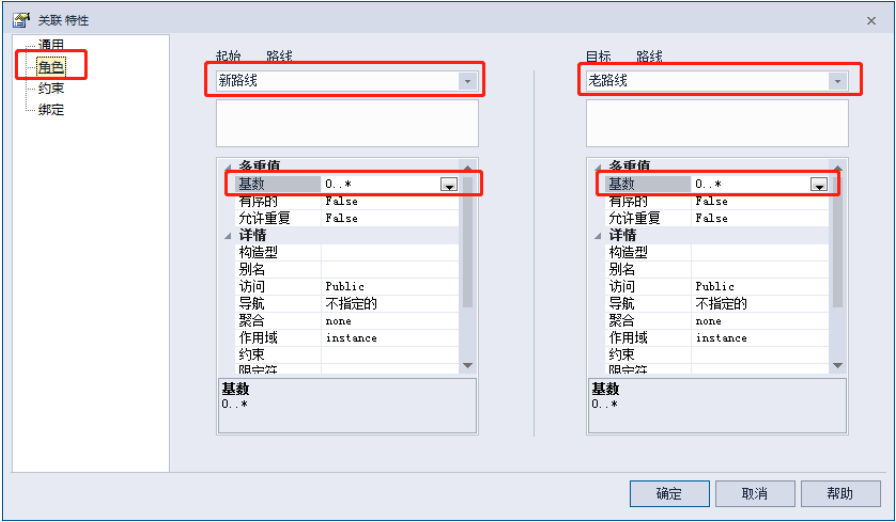 关联 特性
通用
角色
约束
绑定
起始 路线
新路线
多重值
基数 0..*
有序的 False
允许重复 False
详情
构造型
别名
访问 Public
导航 不指定的
聚合 none
作用域 instance
约束
限定符
基数
0..*
目标 路线
老路线
多重值
基数 0..*
有序的 False
允许重复 False
详情
构造型
别名
访问 Public
导航 不指定的
聚合 none
作用域 instance
约束
限定符
基数
0..*
确定 取消 帮助